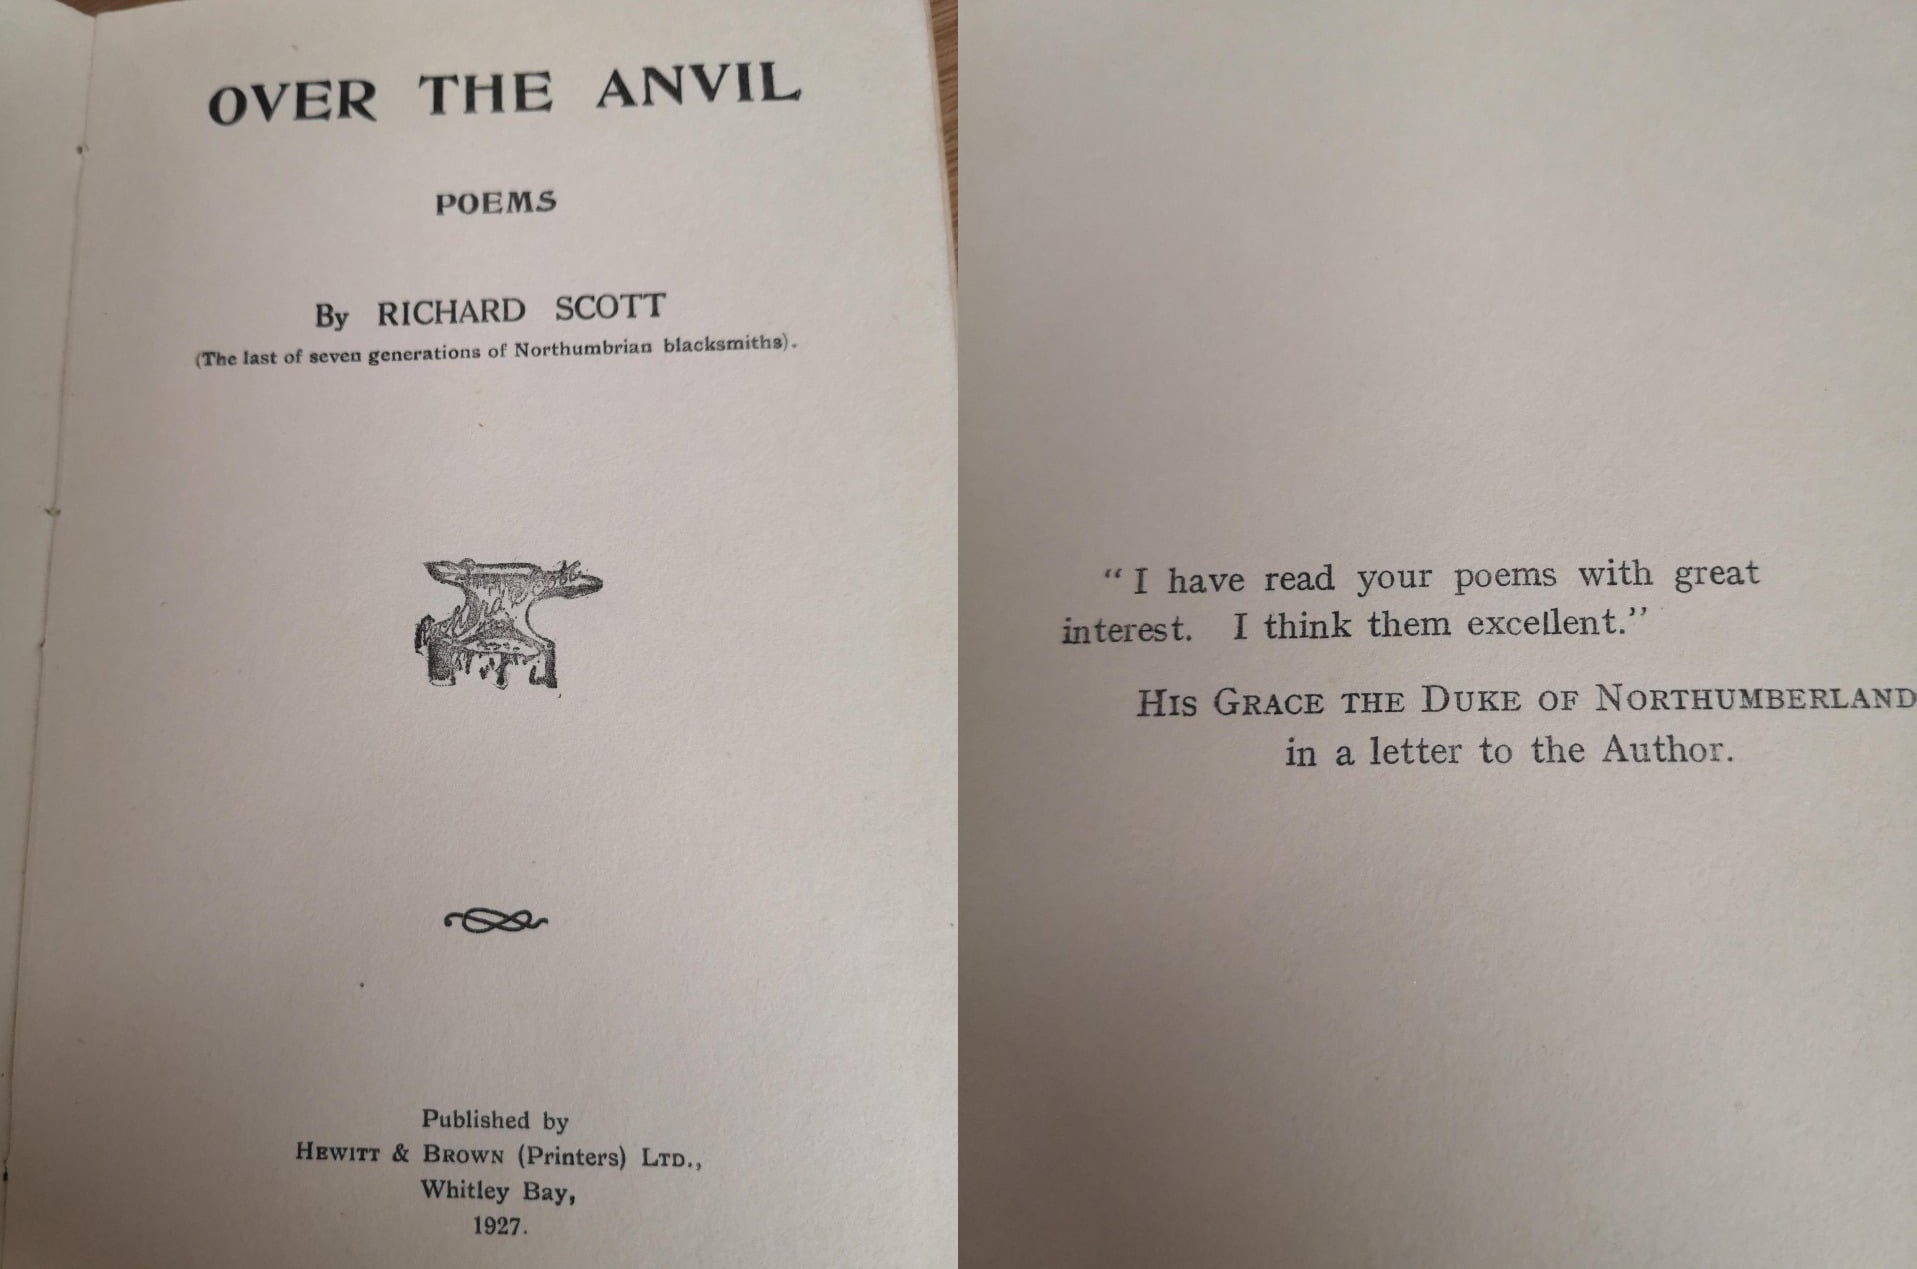 OVER THE ANVIL
POEMS
By RICHARD SCOTT
(The last of seven generations of Northumbrian blacksmiths).
Richard Scott
Published by
HEWITT & BROWN (Printers) LTD.,
Whitley Bay,
1927.
“I have read your poems with great
interest. I think them excellent.”
HIS GRACE THE DUKE OF NORTHUMBERLAND
in a letter to the Author.